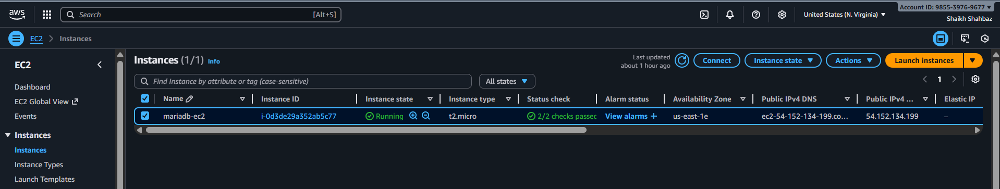 aws
Search [Alt+S]
United States (N. Virginia)
Account ID: 9855-3976-9677
Shaikh Shahbaz
EC2 Instances
EC2
Dashboard
EC2 Global View
Events
Instances
Instances
Instance Types
Launch Templates
Instances (1/1) Info
Last updated
about 1 hour ago
Connect Instance state Actions Launch instances
Find Instance by attribute or tag (case-sensitive) All states 1
Name Instance ID Instance state Instance type Status check Alarm status Availability Zone Public IPv4 DNS Public IPv4 ... Elastic IP
mariadb-ec2 i-0d3de29a352ab5c77 Running t2.micro 2/2 checks passec View alarms + us-east-1e ec2-54-152-134-199.co... 54.152.134.199 –